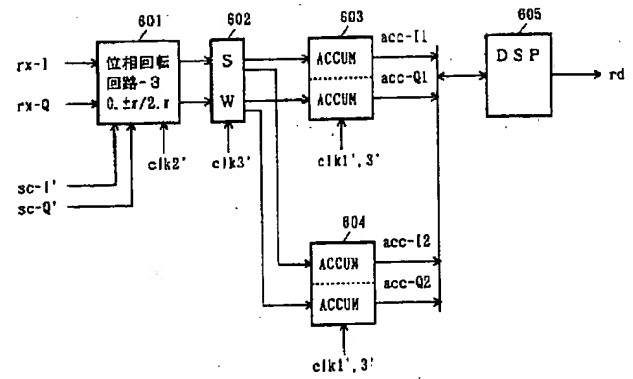 601
602
603
605
rx-I
rx-Q
位相回転
回路-3
0. ±π/2. π
S
W
ACCUM
ACCUM
acc-I1
acc-Q1
DSP
rd
clk2'
clk3'
clk1', 3'
sc-I'
sc-Q'
604
ACCUM
ACCUM
acc-I2
acc-Q2
clk1', 3'